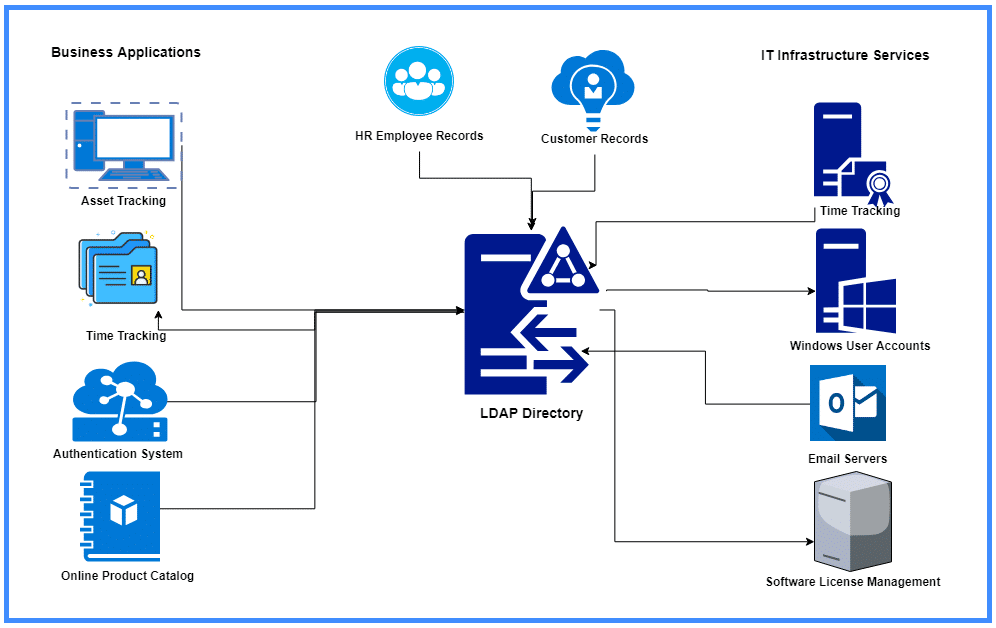 Business Applications
IT Infrastructure Services
HR Employee Records
Customer Records
Asset Tracking
Time Tracking
Time Tracking
Windows User Accounts
LDAP Directory
Authentication System
O
Email Servers
Online Product Catalog
Software License Management